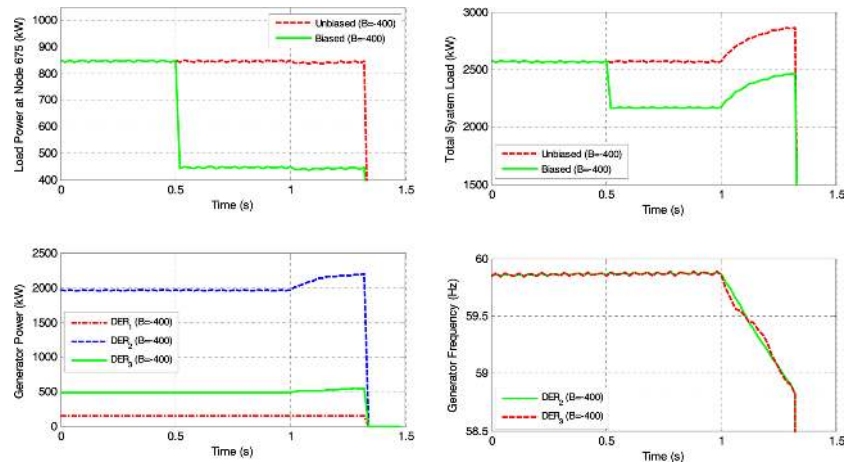 Load Power at Node 675 (kW)
1000
900
800
700
600
500
400
0
0.5
1
1.5
Time (s)
Unbiased (B=-400)
Biased (B=-400)
Total Syatem Load (kW)
3000
2500
2000
1500
0
0.5
1
1.5
Time (s)
Unbiased (B=-400)
Biased (B=-400)
Generator Power (kW)
2500
2000
1500
1000
500
0
0
0.5
1
1.5
Time (s)
DER1 (B=-400)
DER2 (B=-400)
DER3 (B=-400)
Generator Frequency (Hz)
60
59.5
59
58.5
0
0.5
1
1.5
Time (s)
DER2 (B=-400)
DER3 (B=-400)